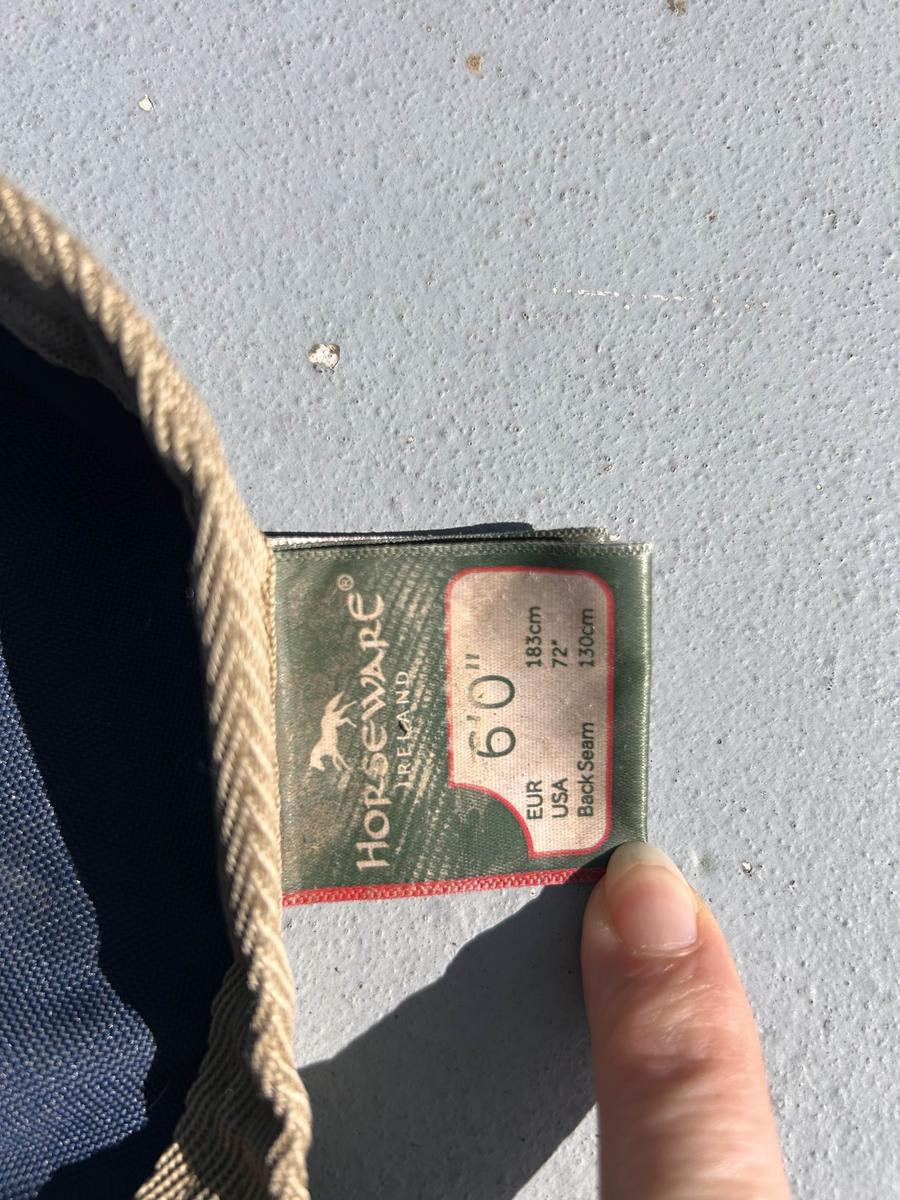 HORSEWARE®
IRELAND
6'0"
EUR 183cm
USA 72"
Back Seam 130cm